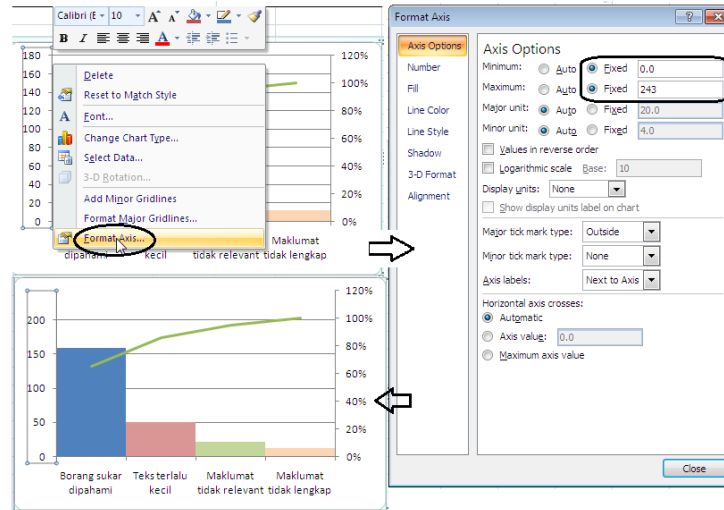 Calibri (E 10 A A
B I A
180
160
140
120
100
80
60
40
20
0
120%
100%
80%
60%
40%
20%
0%
Delete
Reset to Match Style
Font...
Change Chart Type...
Select Data...
3-D Rotation...
Add Minor Gridlines
Format Major Gridlines...
Format Axis...
Maklumat
dipahami kecil tidak relevant tidak lengkap
200
150
100
50
0
120%
100%
80%
60%
40%
20%
0%
Borang sukar Teks terlalu Maklumat Maklumat
dipahami kecil tidak relevant tidak lengkap
Format Axis
Axis Options
Number
Fill
Line Color
Line Style
Shadow
3-D Format
Alignment
Axis Options
Minimum: Auto Fixed 0.0
Maximum: Auto Fixed 243
Major unit: Auto Fixed 20.0
Minor unit: Auto Fixed 4.0
Values in reverse order
Logarithmic scale Base: 10
Display units: None
Show display units label on chart
Major tick mark type: Outside
Minor tick mark type: None
Axis labels: Next to Axis
Horizontal axis crosses:
Automatic
Axis value: 0.0
Maximum axis value
Close